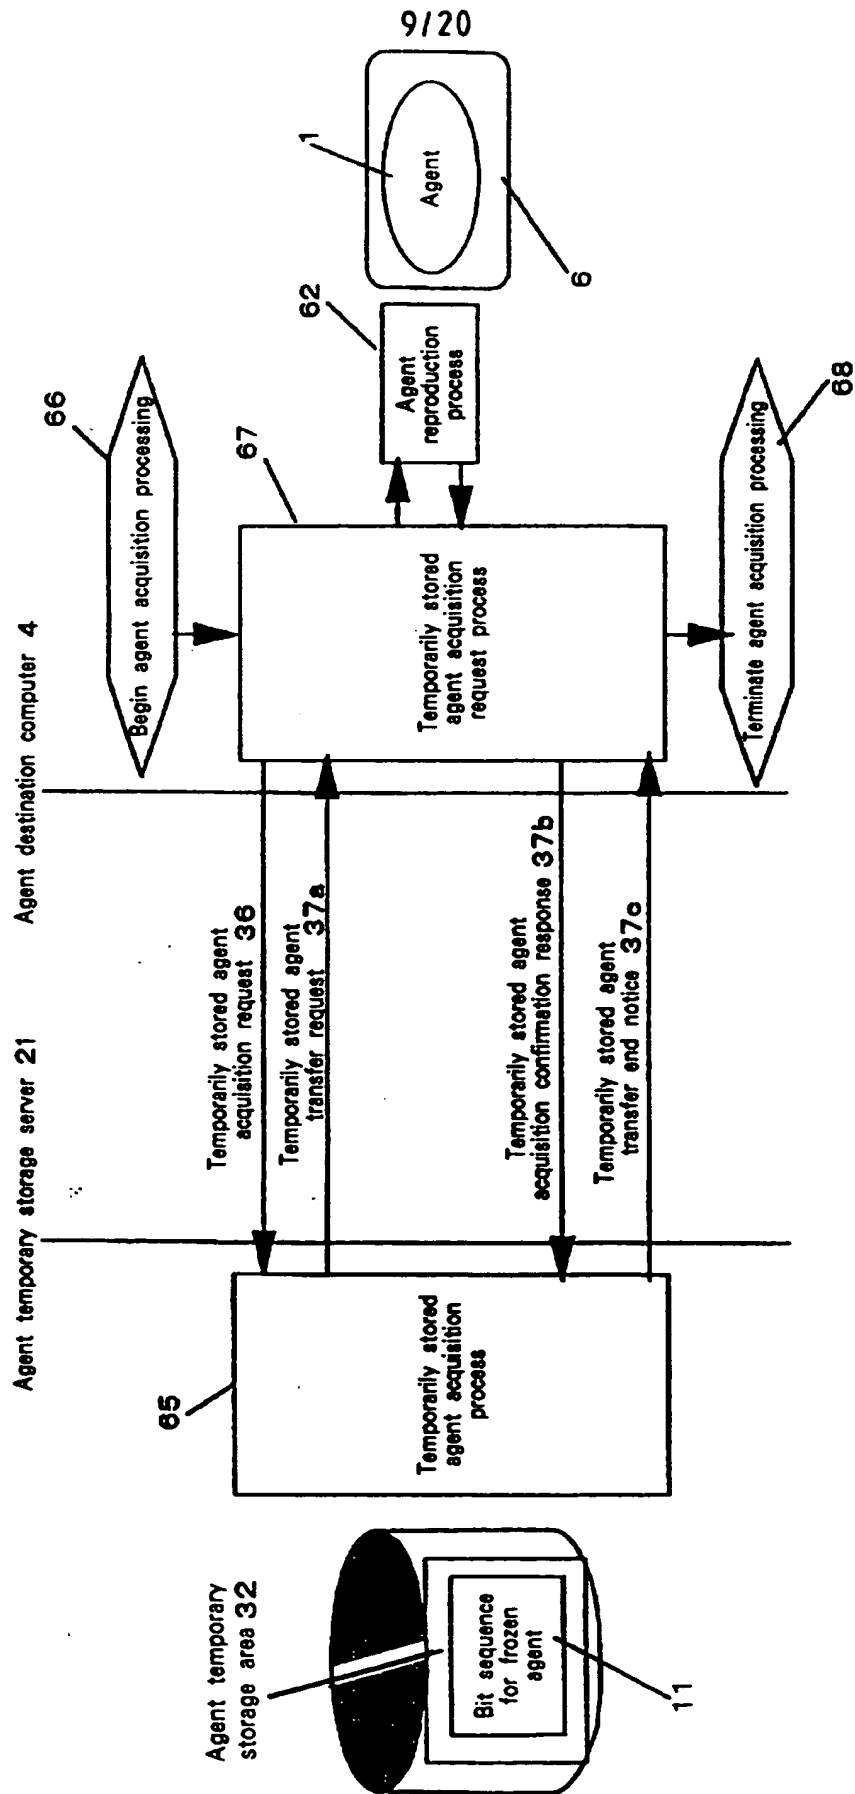 9/20
Agent temporary storage server 21
Agent destination computer 4
Agent temporary
storage area 32
Bit sequence
for frozen
agent
11
65
Temporarily stored
agent acquisition
process
Temporarily stored agent
acquisition request 36
Temporarily stored agent
transfer request 37a
Temporarily stored agent
acquisition confirmation response 37b
Temporarily stored agent
transfer end notice 37c
66
Begin agent acquisition processing
67
Temporarily stored
agent acquisition
request process
62
Agent
reproduction
process
1
Agent
6
Terminate agent acquisition processing
68